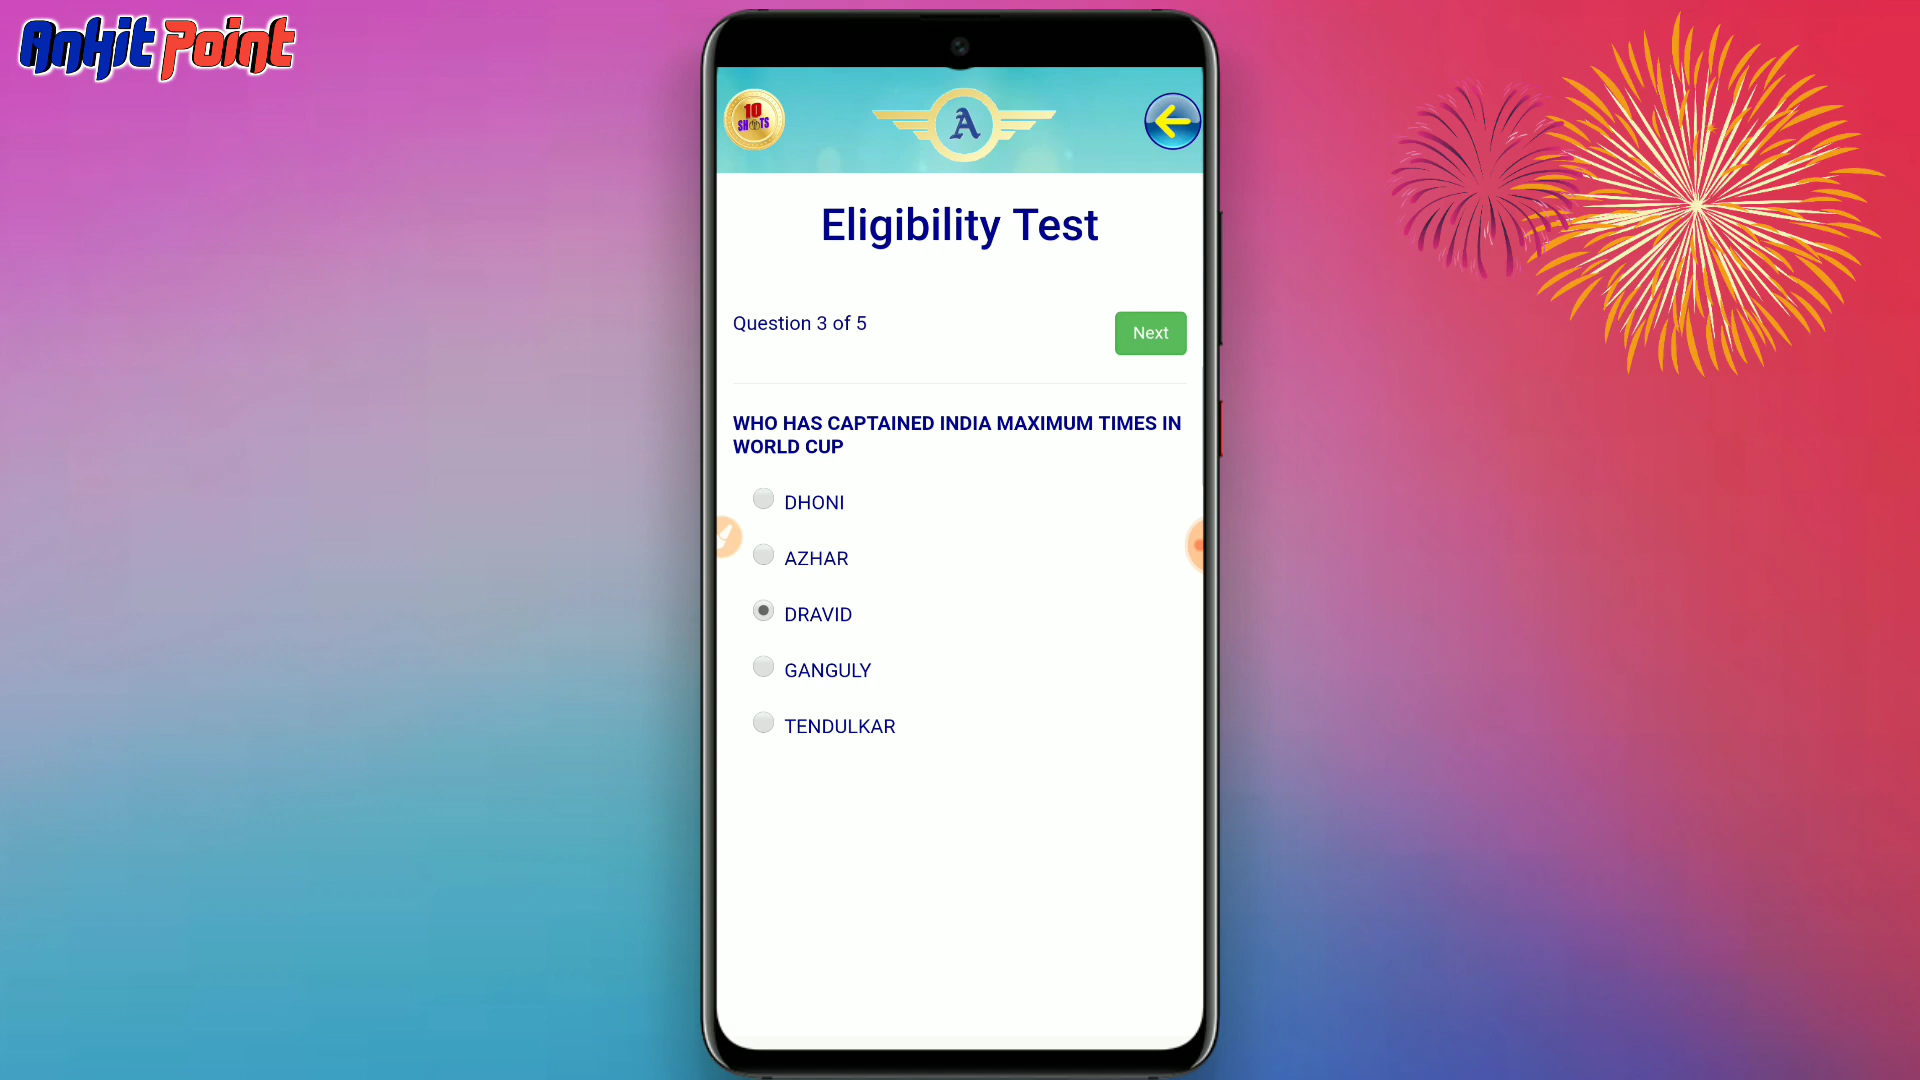 Ankit Point
10
SHOTS
A
Eligibility Test
Question 3 of 5
Next
WHO HAS CAPTAINED INDIA MAXIMUM TIMES IN
WORLD CUP
DHONI
AZHAR
DRAVID
GANGULY
TENDULKAR